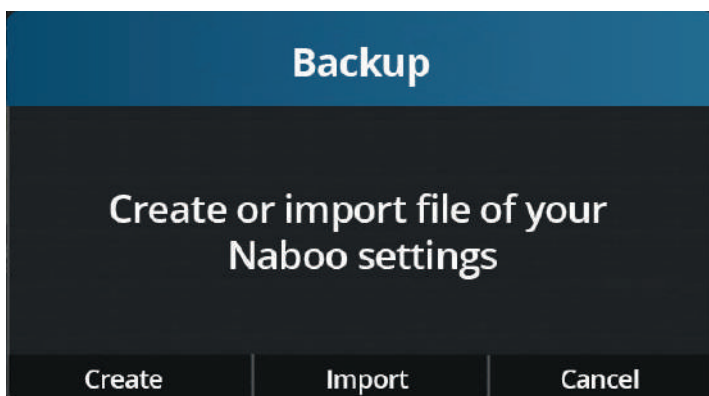 Backup
Create or import file of your
Naboo settings
Create Import Cancel